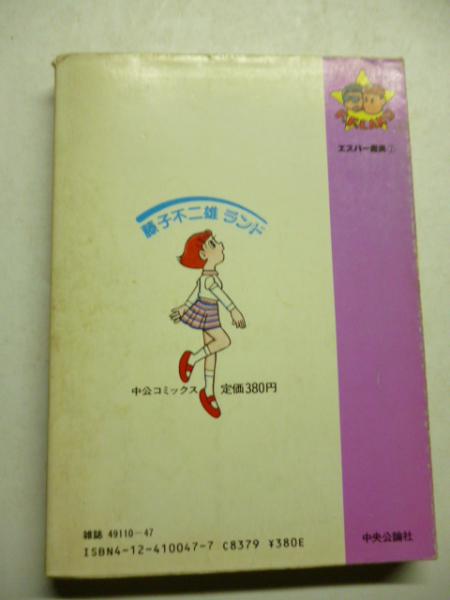 F.F.LAND
エスパー魔美②
藤子不二雄ランド
中公コミックス 定価380円
雑誌 49110-47
ISBN4-12-410047-7 C8379 ¥380E
中央公論社